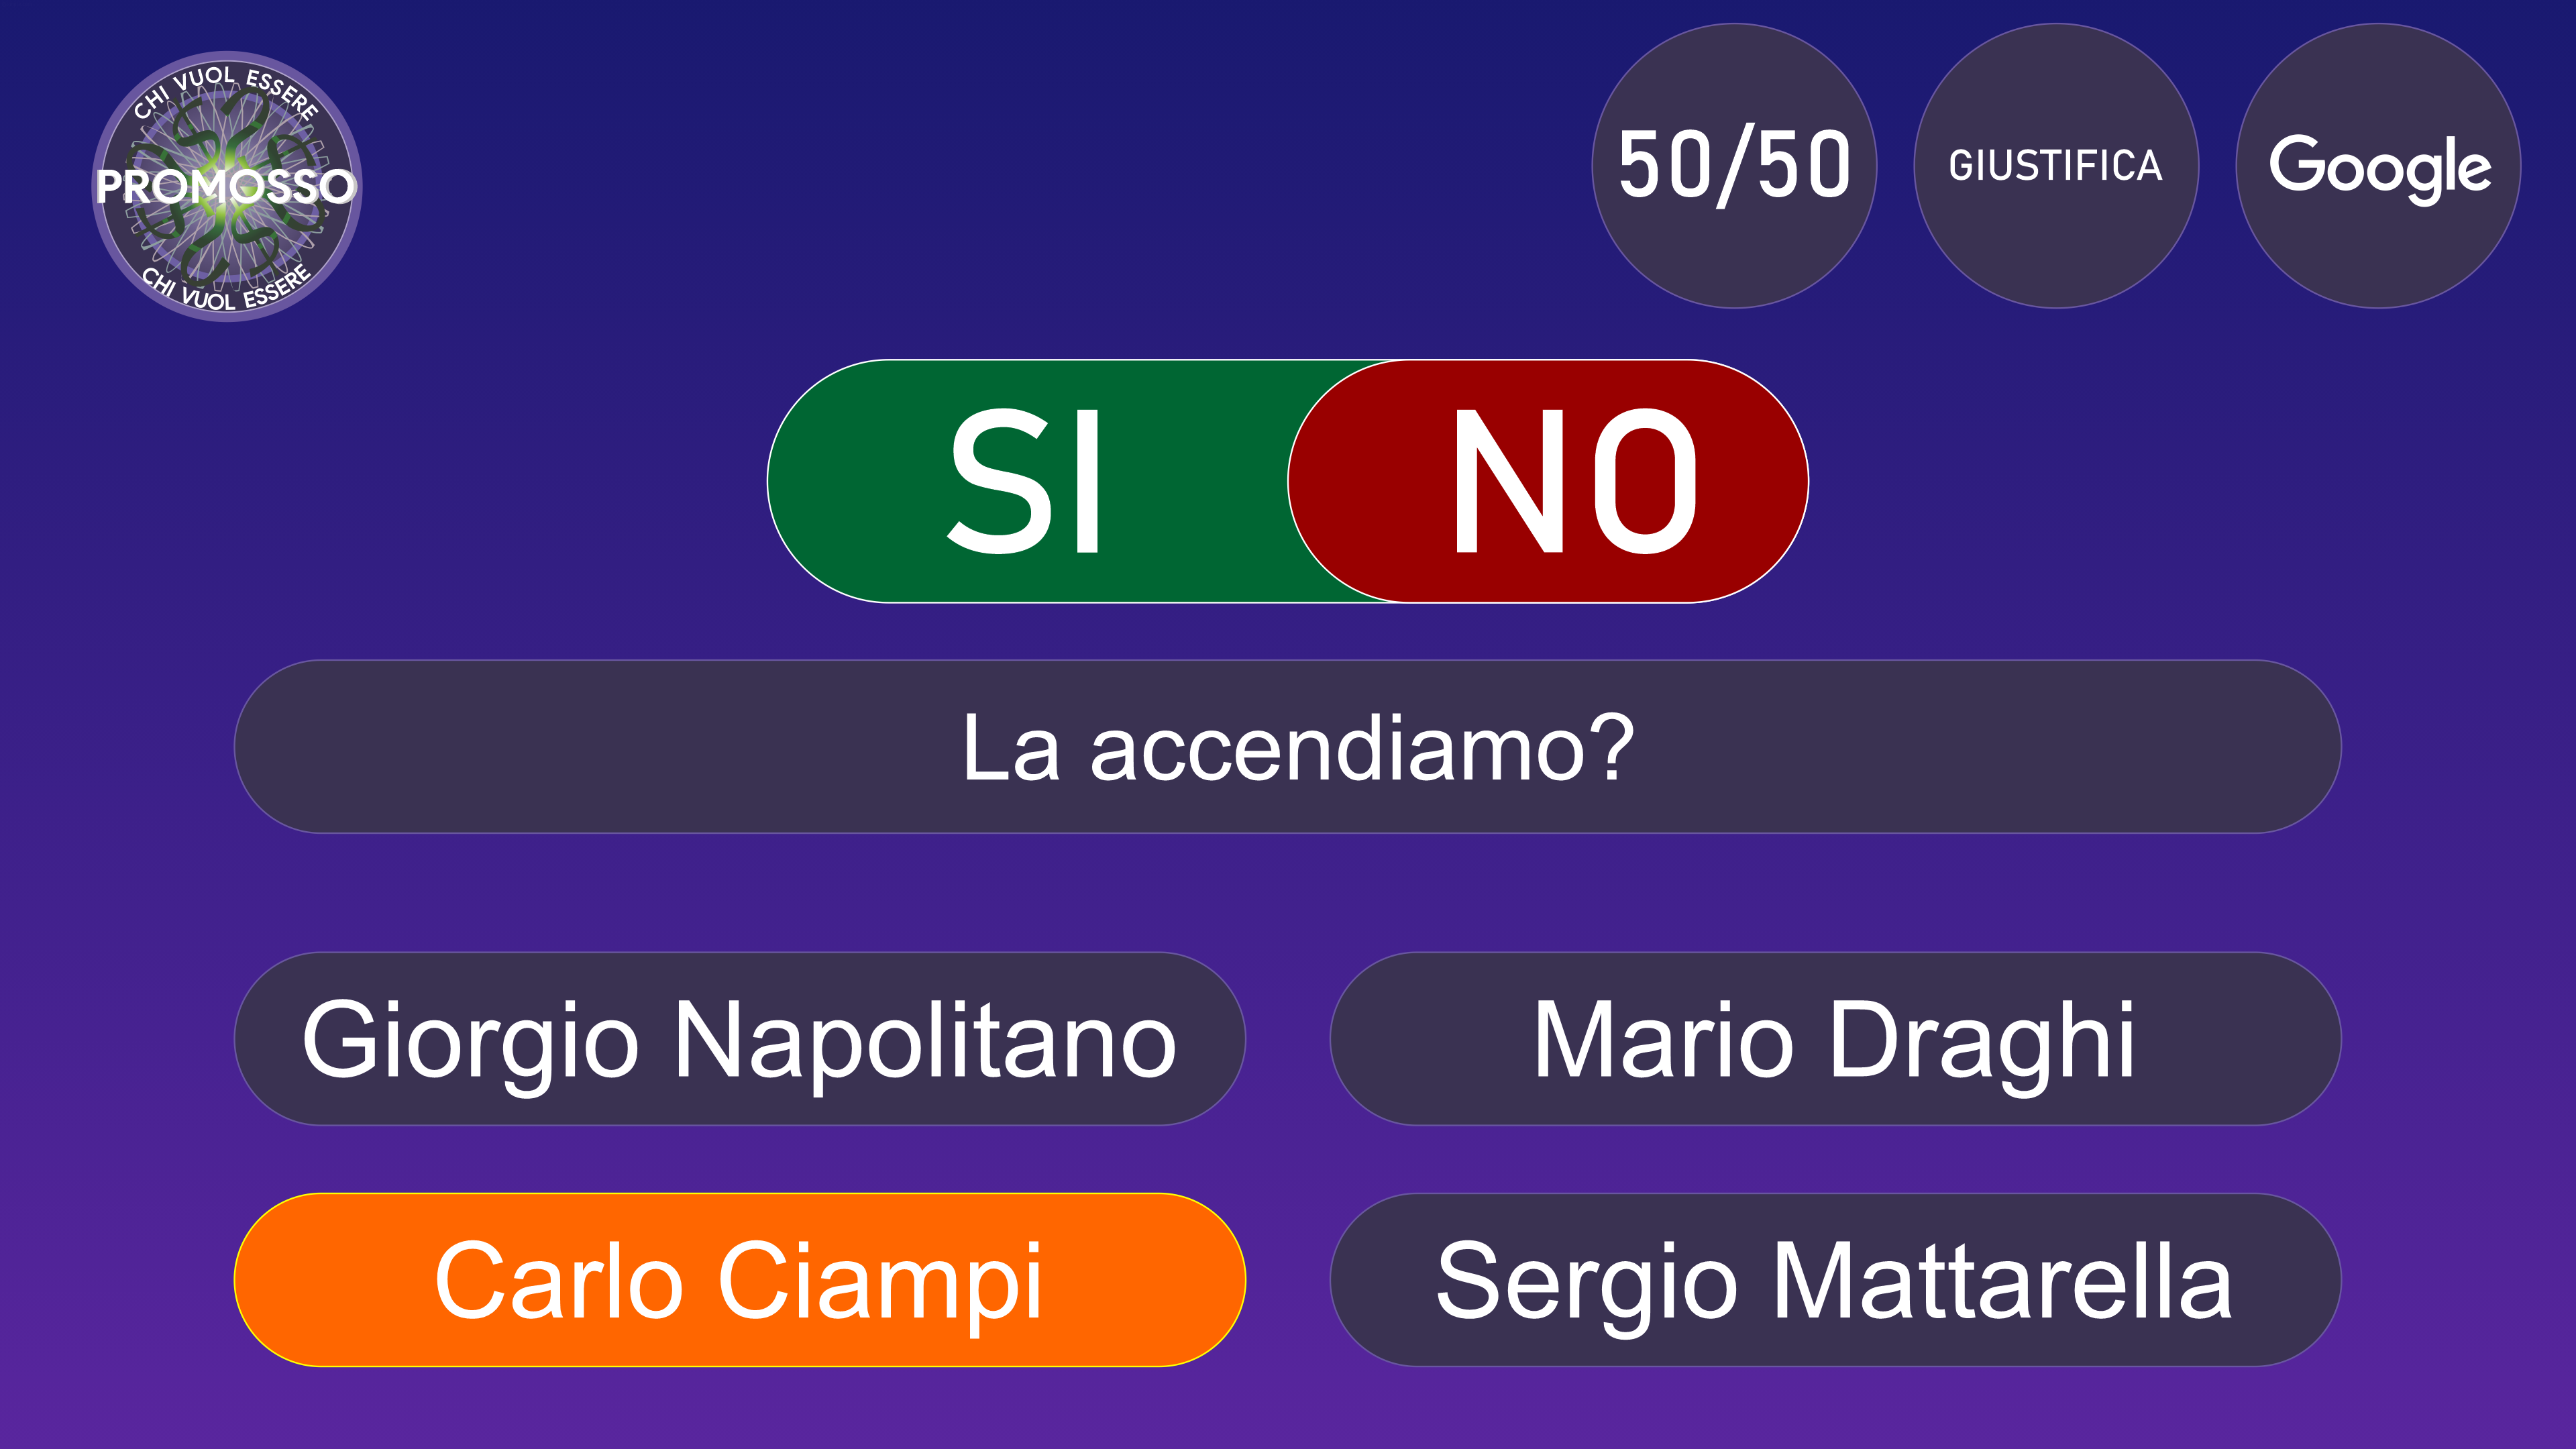 CHI VUOL ESSERE
PROMOSSO
CHI VUOL ESSERE
50/50
GIUSTIFICA
Google
SI
NO
La accendiamo?
Giorgio Napolitano
Mario Draghi
Carlo Ciampi
Sergio Mattarella